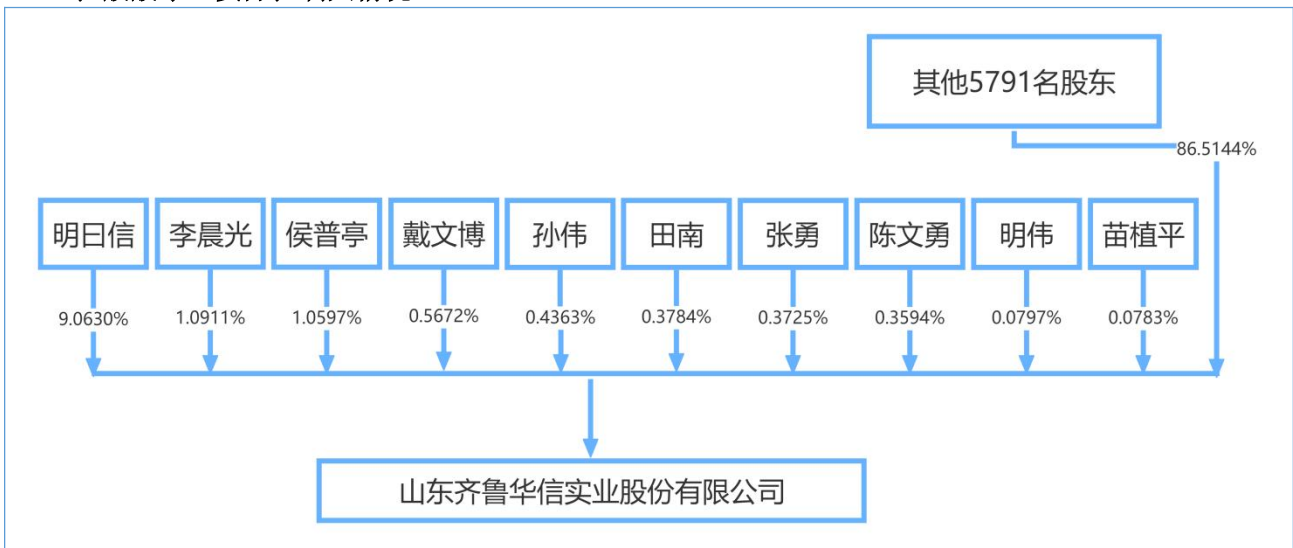 其他5791名股东
86.5144%
明曰信
李晨光
侯普亭
戴文博
孙伟
田南
张勇
陈文勇
明伟
苗植平
9.0630%
1.0911%
1.0597%
0.5672%
0.4363%
0.3784%
0.3725%
0.3594%
0.0797%
0.0783%
山东齐鲁华信实业股份有限公司